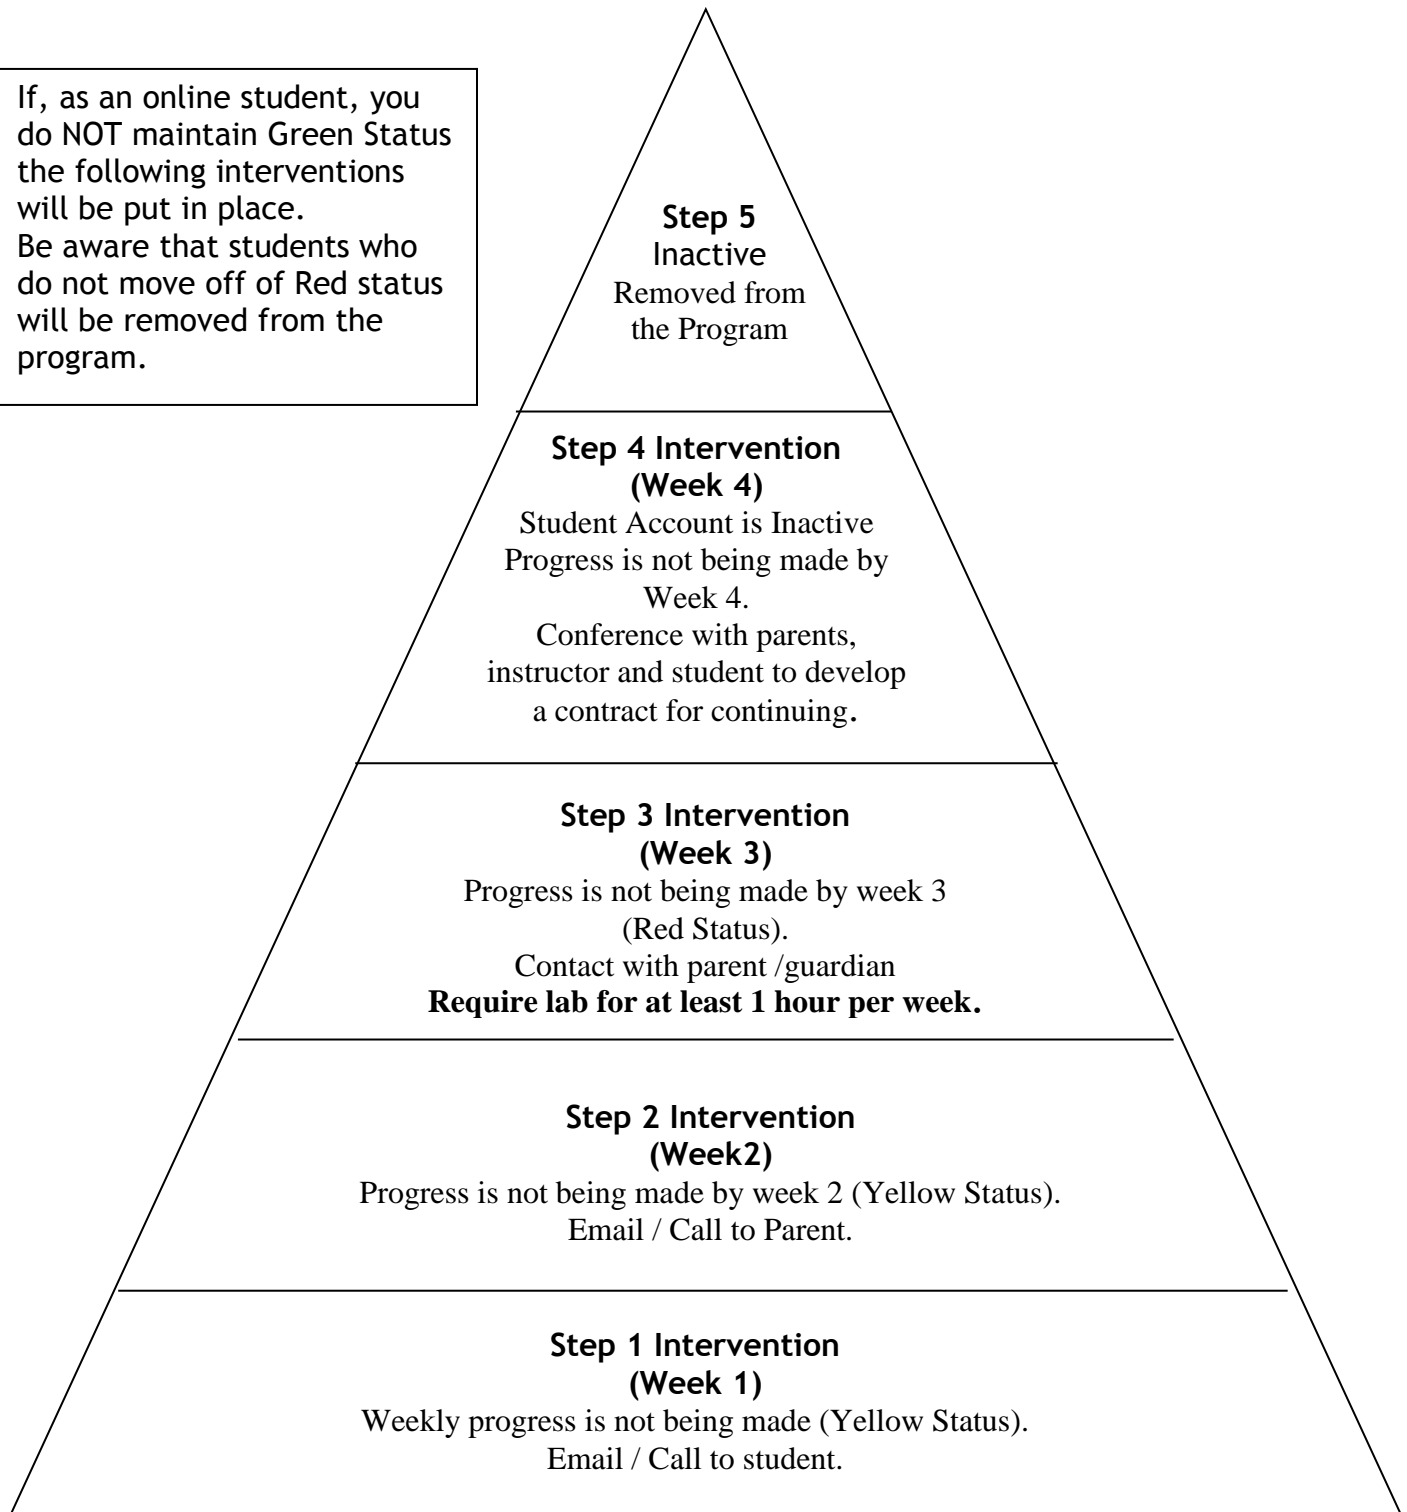 If, as an online student, you
do NOT maintain Green Status
the following interventions
will be put in place.
Be aware that students who
do not move off of Red status
will be removed from the
program.
Step 5
Inactive
Removed from
the Program
Step 4 Intervention
(Week 4)
Student Account is Inactive
Progress is not being made by
Week 4.
Conference with parents,
instructor and student to develop
a contract for continuing.
Step 3 Intervention
(Week 3)
Progress is not being made by week 3
(Red Status).
Contact with parent /guardian
Require lab for at least 1 hour per week.
Step 2 Intervention
(Week2)
Progress is not being made by week 2 (Yellow Status).
Email / Call to Parent.
Step 1 Intervention
(Week 1)
Weekly progress is not being made (Yellow Status).
Email / Call to student.